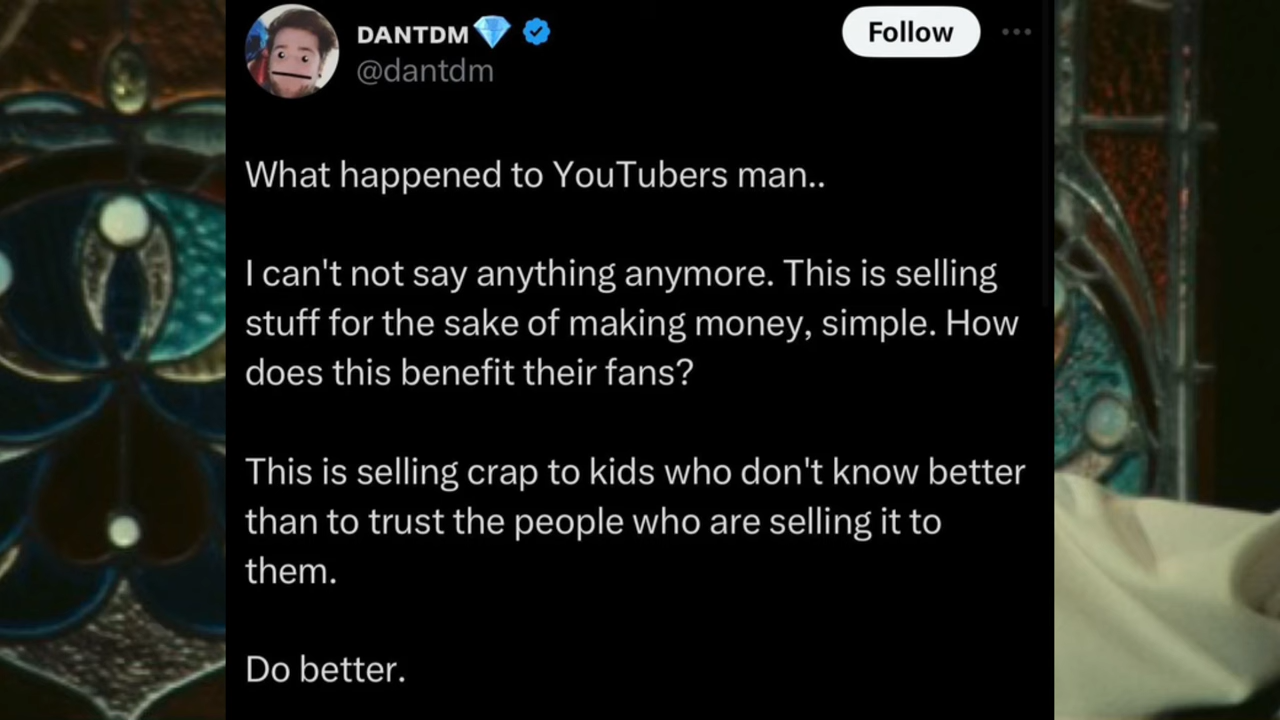 DANTDM💎
@dantdm
Follow
What happened to YouTubers man..
I can't not say anything anymore. This is selling
stuff for the sake of making money, simple. How
does this benefit their fans?
This is selling crap to kids who don't know better
than to trust the people who are selling it to
them.
Do better.